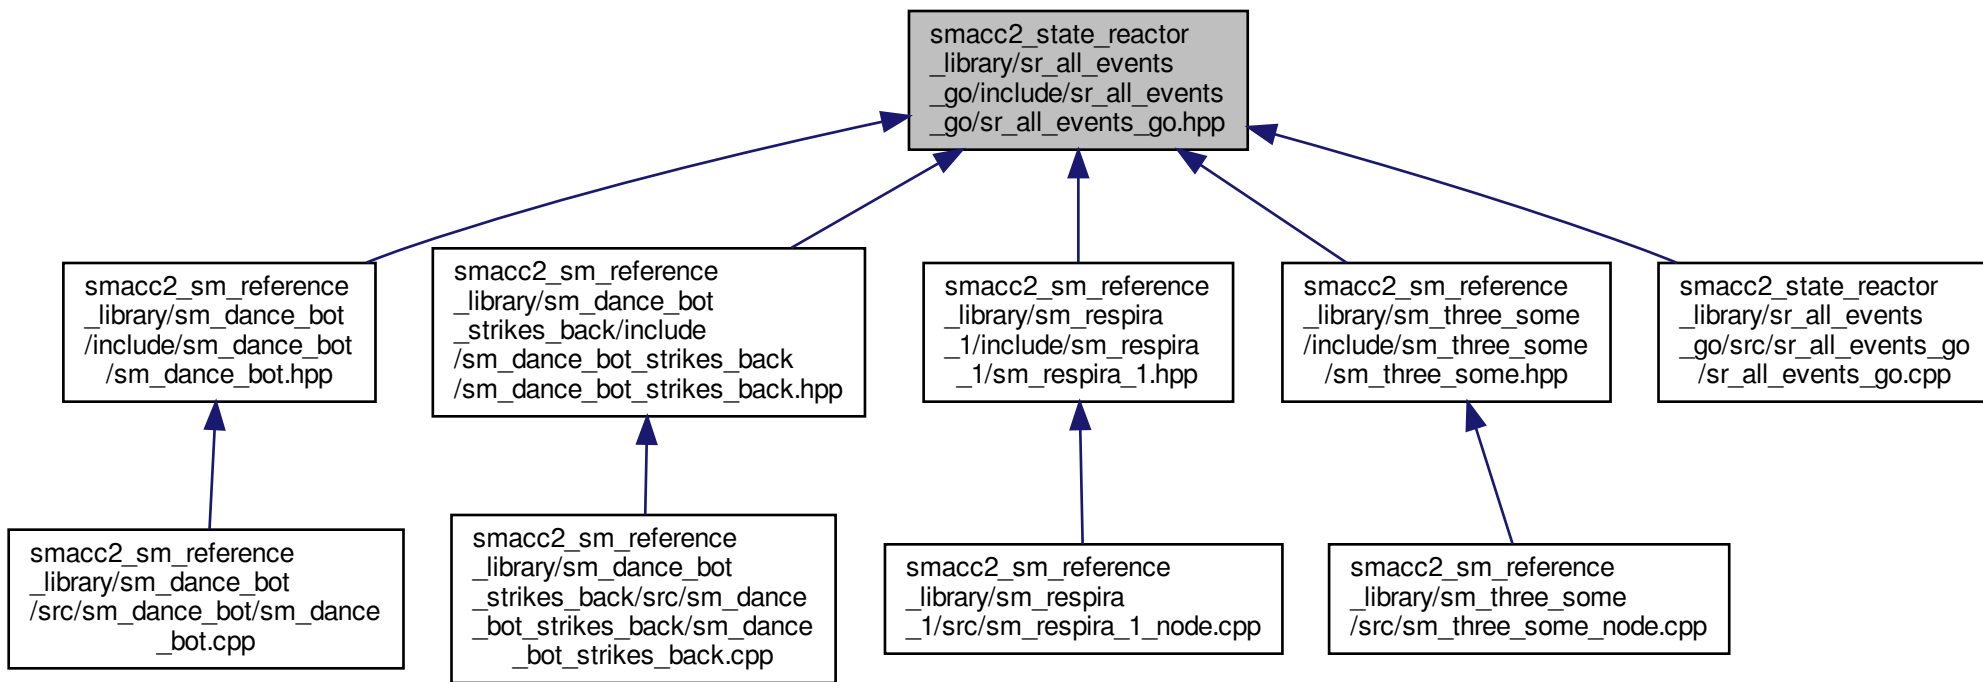 smacc2_state_reactor
_library/sr_all_events
_go/include/sr_all_events
_go/sr_all_events_go.hpp
smacc2_sm_reference
_library/sm_dance_bot
/include/sm_dance_bot
/sm_dance_bot.hpp
smacc2_sm_reference
_library/sm_dance_bot
_strikes_back/include
/sm_dance_bot_strikes_back
/sm_dance_bot_strikes_back.hpp
smacc2_sm_reference
_library/sm_respira
_1/include/sm_respira
_1/sm_respira_1.hpp
smacc2_sm_reference
_library/sm_three_some
/include/sm_three_some
/sm_three_some.hpp
smacc2_state_reactor
_library/sr_all_events
_go/src/sr_all_events_go
/sr_all_events_go.cpp
smacc2_sm_reference
_library/sm_dance_bot
/src/sm_dance_bot/sm_dance
_bot.cpp
smacc2_sm_reference
_library/sm_dance_bot
_strikes_back/src/sm_dance
_bot_strikes_back/sm_dance
_bot_strikes_back.cpp
smacc2_sm_reference
_library/sm_respira
_1/src/sm_respira_1_node.cpp
smacc2_sm_reference
_library/sm_three_some
/src/sm_three_some_node.cpp